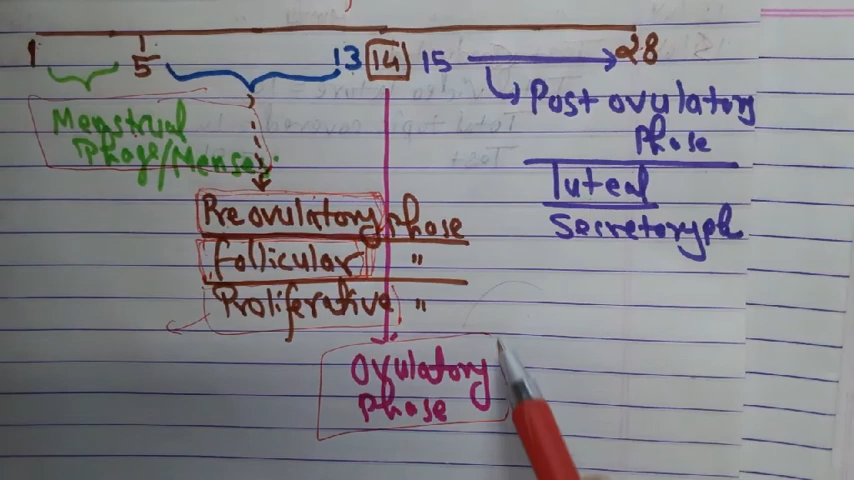 1 5 13 14 15 28
Menstrual
Phase/Menses.
Post ovulatory
Phase
Luteal
Secretory ph
Preovulatory phase
Follicular "
Proliferative "
Ovulatory
Phase